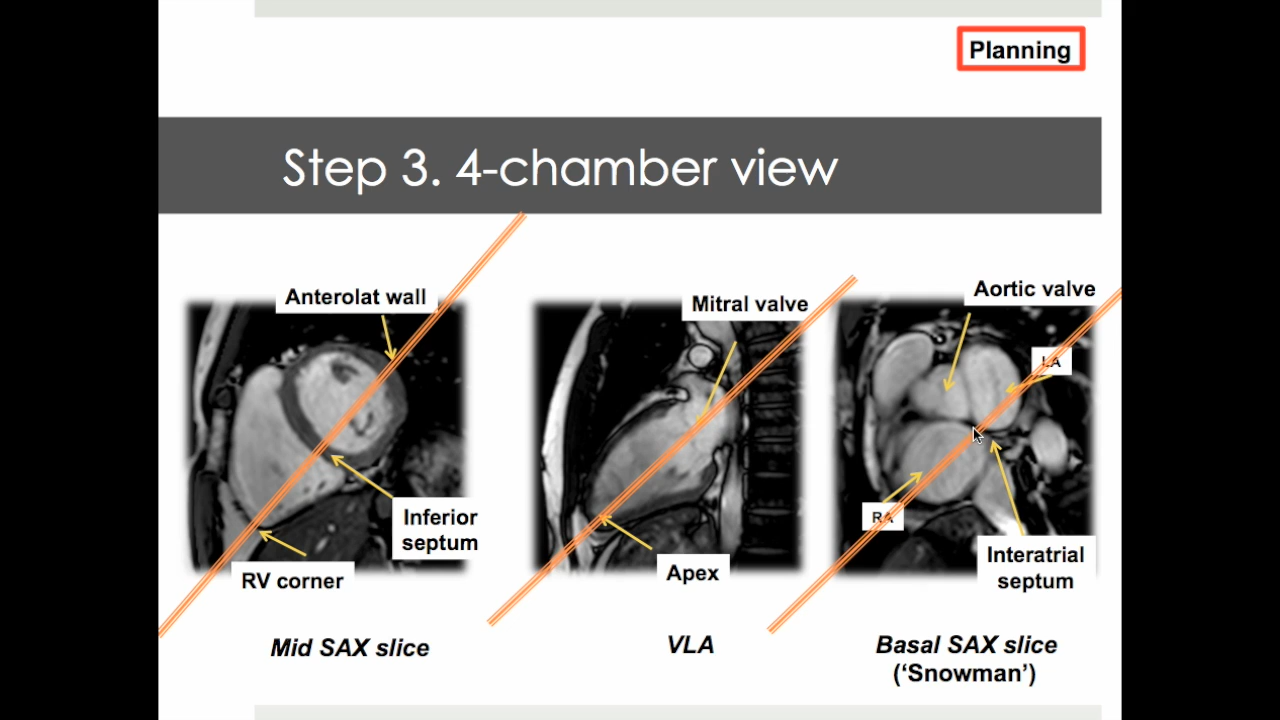 Planning
Step 3. 4-chamber view
Anterolat wall
Mitral valve
Aortic valve
LA
Inferior
septum
RA
Interatrial
septum
RV corner
Apex
Mid SAX slice
VLA
Basal SAX slice
(‘Snowman’)